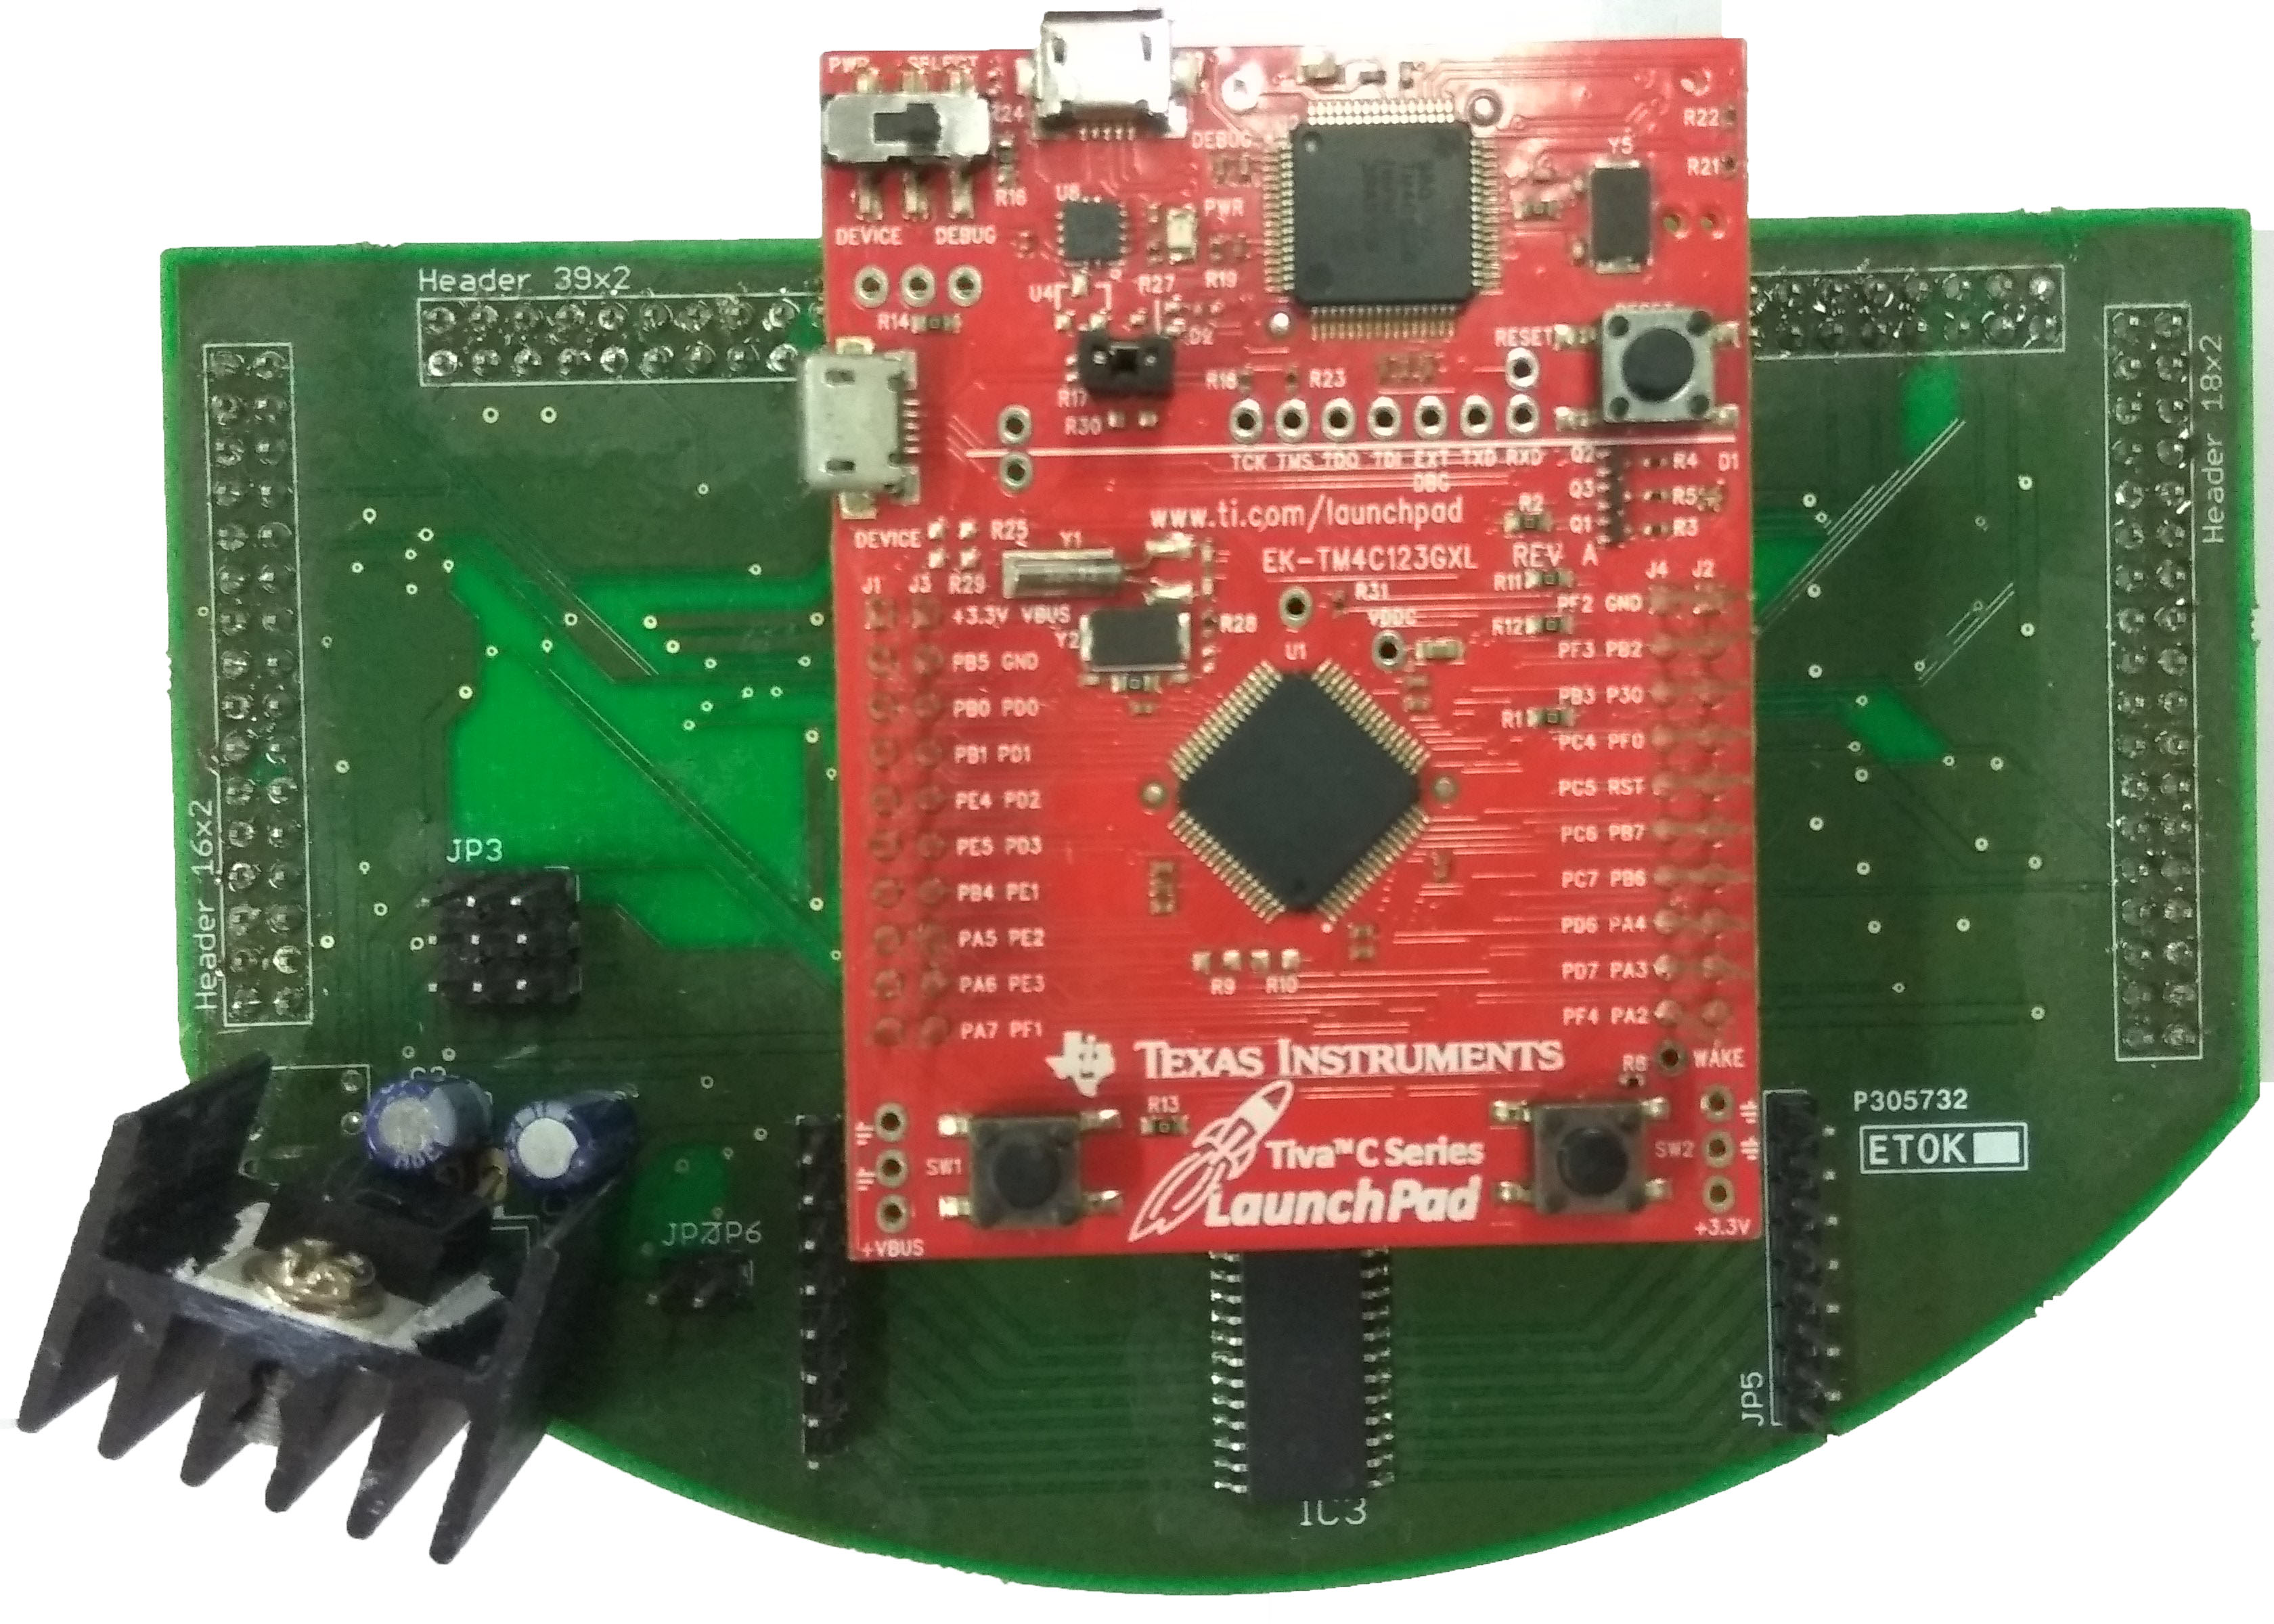 PWR SELECT
R24
R16
DEVICE DEBUG
DEBUG
U8
PWR
R19
R27
U4
R14
D2
R17
R30
R18
R23
Y5
R22
R21
RESET
RESET
Header 39x2
Header 16x2
Header 18x2
TCK TMS TDO TDI EXT TXD RXD
DBG
Q2 R4 D1
Q3 R5
Q1 R3
www.ti.com/launchpad
EK-TM4C123GXL REV A
R2
R11
R12
R1
DEVICE
R25
R29
Y1
Y2
R28
R31
VDDC
U1
J1 J3
+3.3V VBUS
PB5 GND
PB0 PD0
PB1 PD1
PE4 PD2
PE5 PD3
PB4 PE1
PA5 PE2
PA6 PE3
PA7 PF1
J4 J2
PF2 GND
PF3 PB2
PB3 P30
PC4 PF0
PC5 RST
PC6 PB7
PC7 PB6
PD6 PA4
PD7 PA3
PF4 PA2
R9 R10
TEXAS INSTRUMENTS
R8
WAKE
R13
SW1
SW2
Tiva™ C Series
LaunchPad
+VBUS
+3.3V
JP3
JP6
JP5
P305732
ET0K
IC3